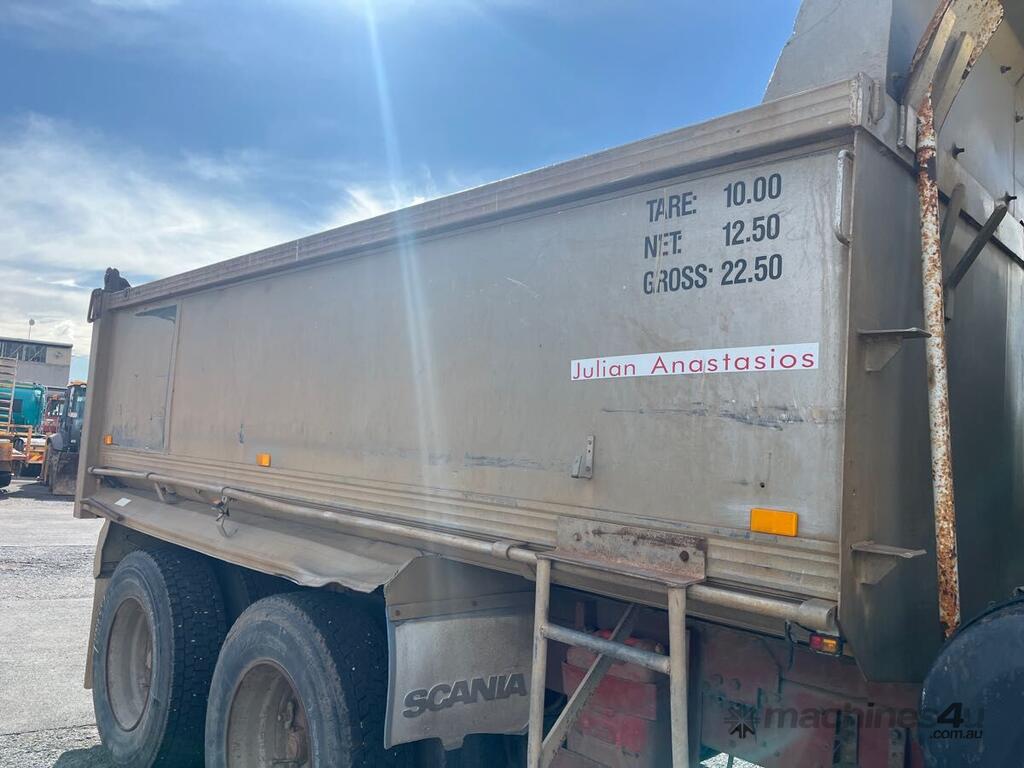 TARE: 10.00
NET: 12.50
GROSS: 22.50
Julian Anastasios
SCANIA
machines4u
.com.au